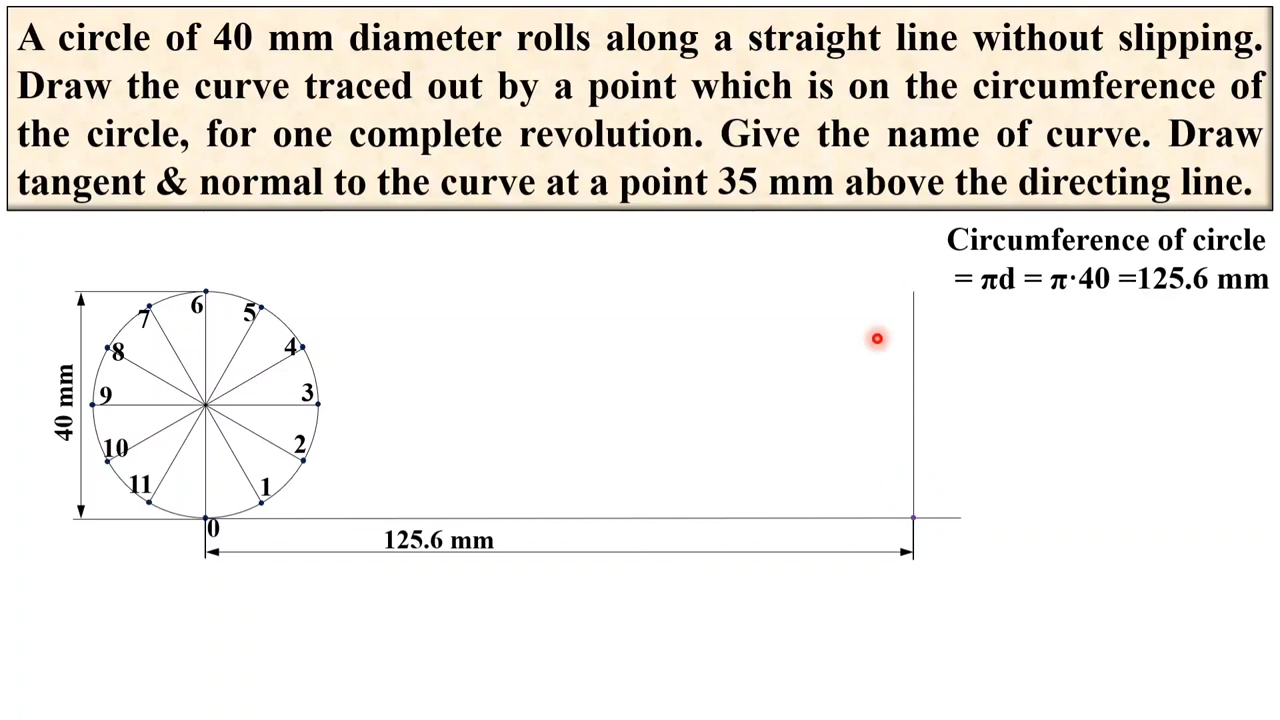 A circle of 40 mm diameter rolls along a straight line without slipping.
Draw the curve traced out by a point which is on the circumference of
the circle, for one complete revolution. Give the name of curve. Draw
tangent & normal to the curve at a point 35 mm above the directing line.
Circumference of circle
= πd = π·40 =125.6 mm
6
5
7
4
8
3
9
40 mm
2
10
1
11
0
125.6 mm